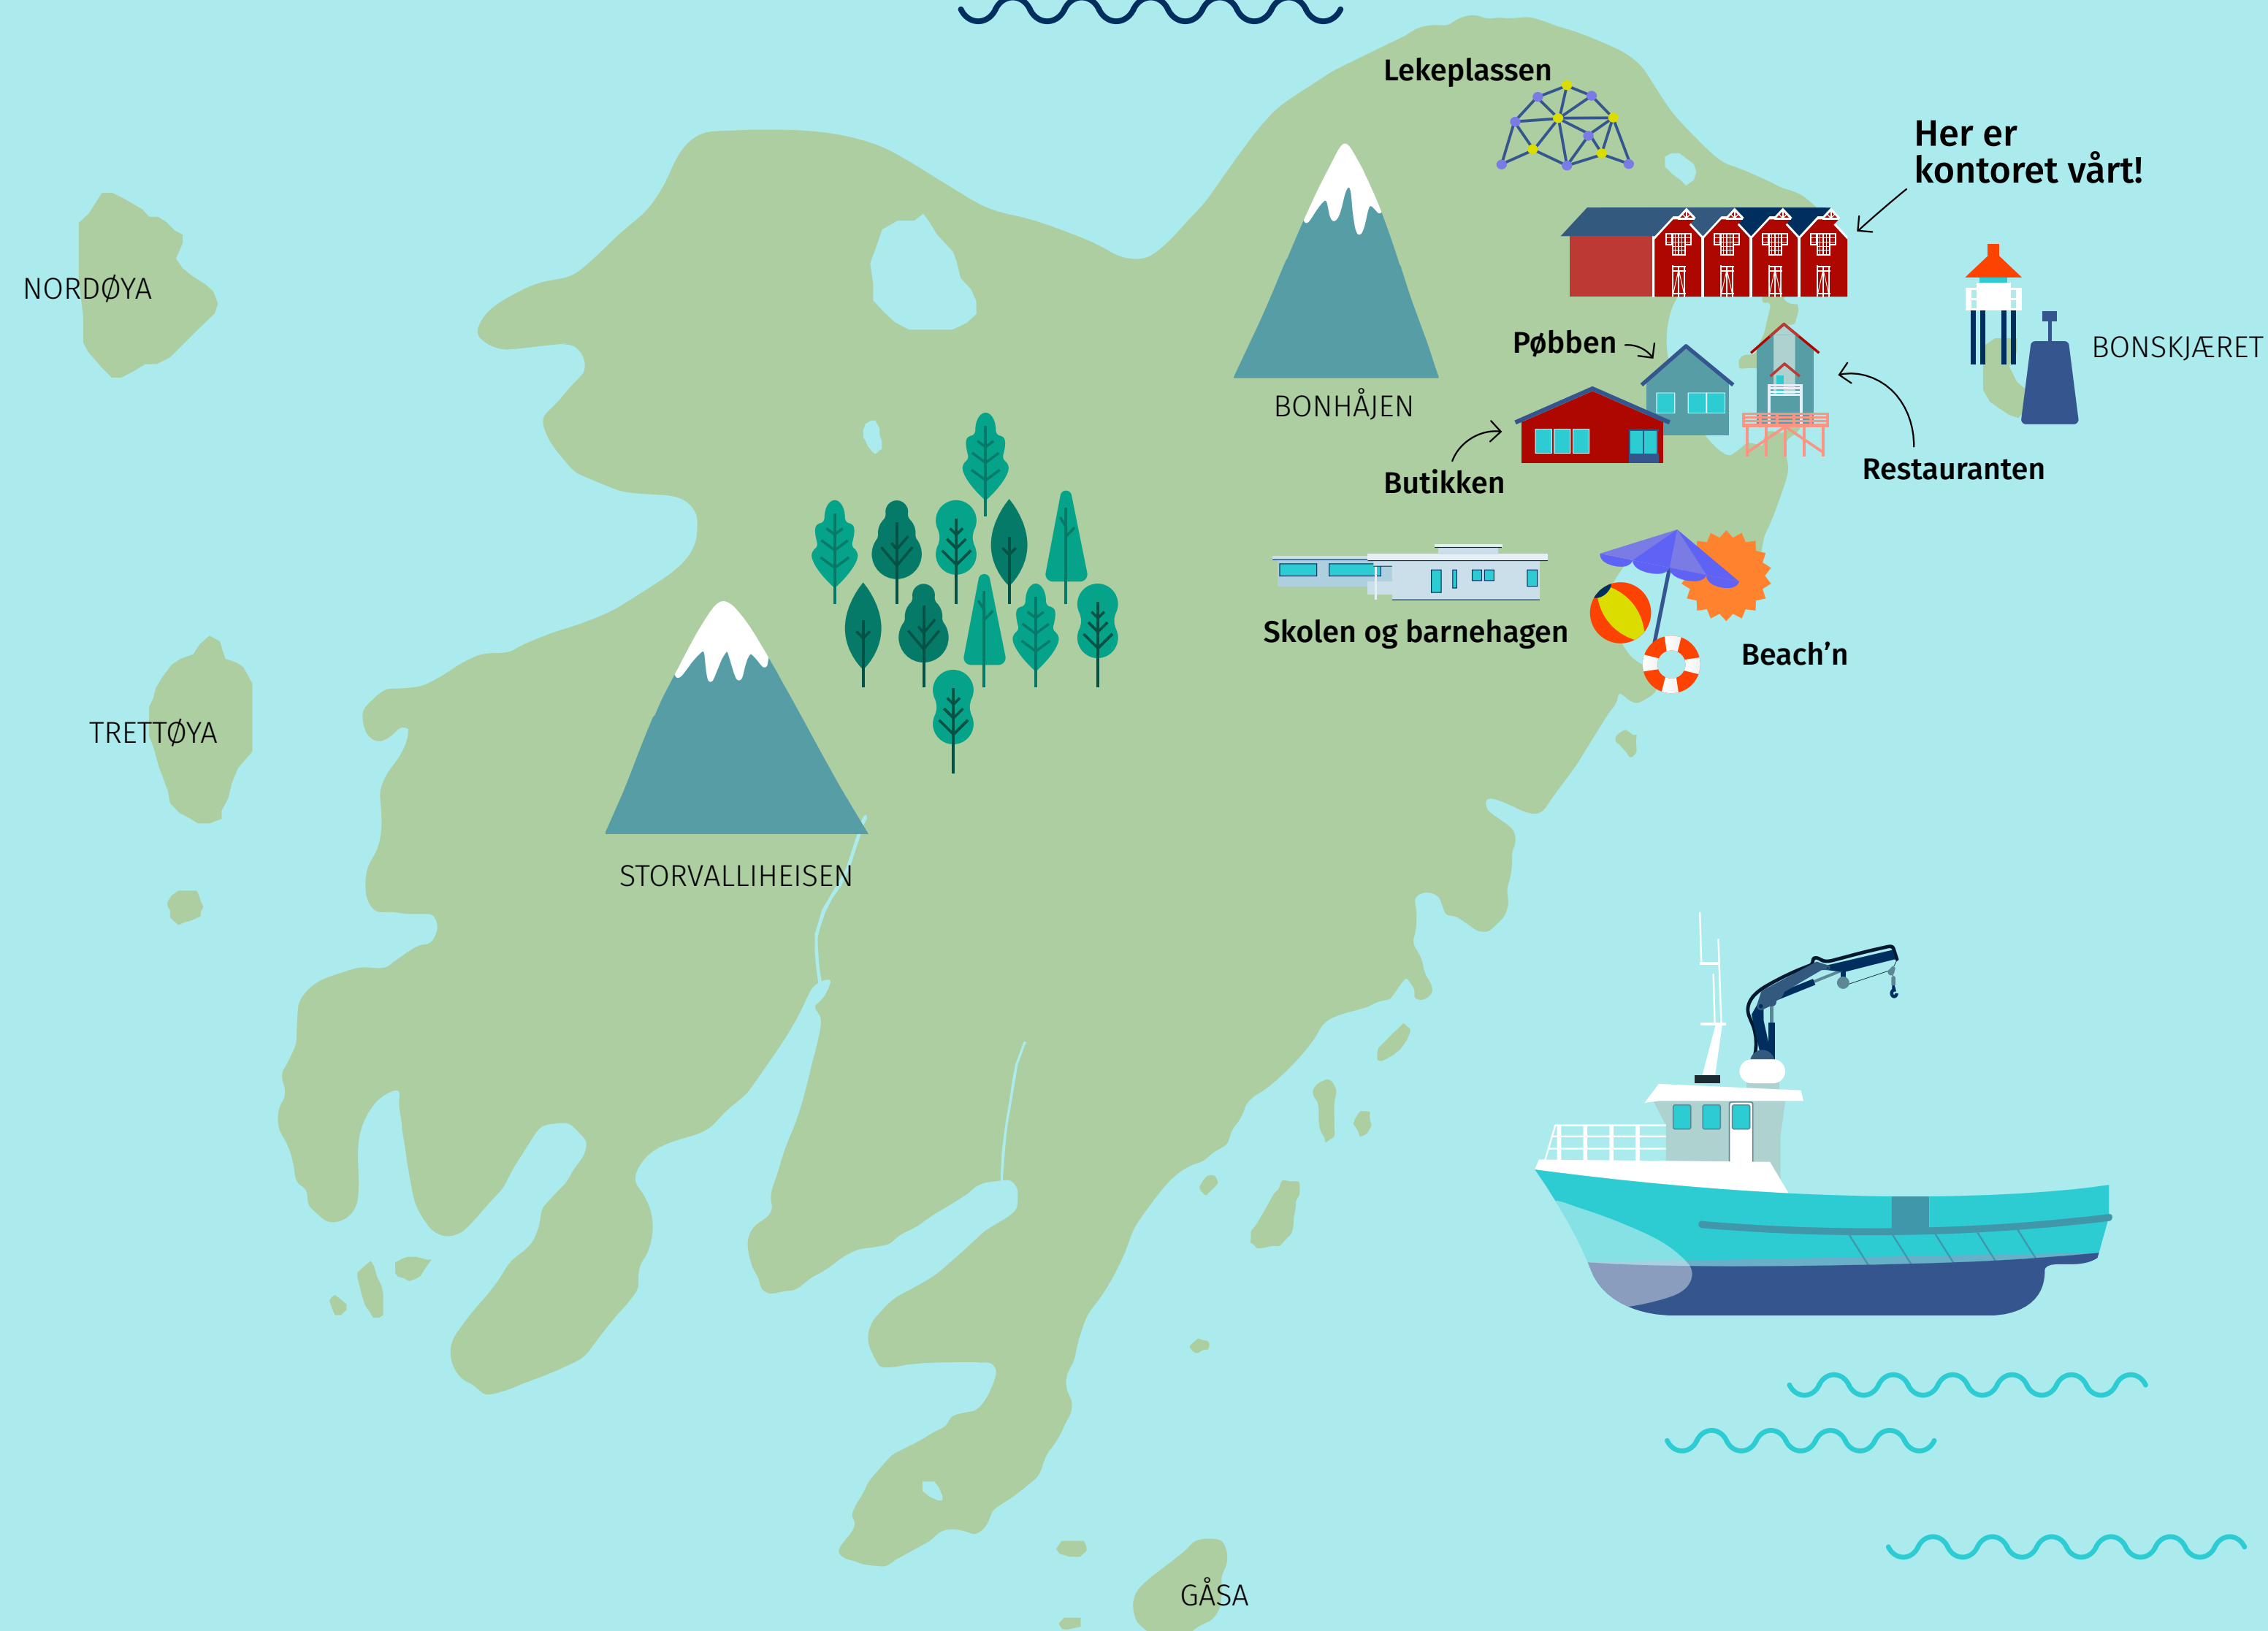 Lekeplassen
Her er
kontoret vårt!
NORDØYA
Pøbben
BONSKJÆRET
BONHÅJEN
Butikken
Restauranten
Skolen og barnehagen
Beach’n
TRETTØYA
STORVALLIHEISEN
GÅSA